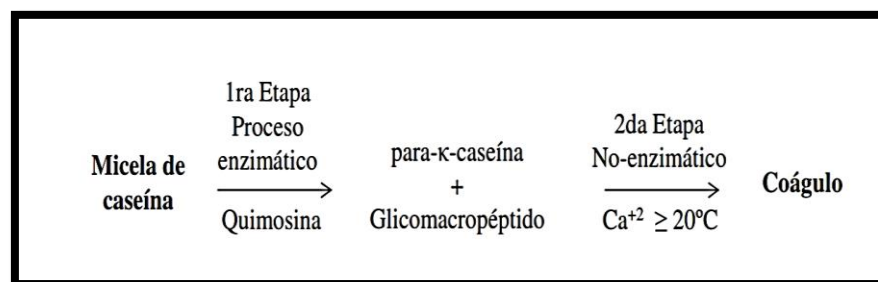 Micela de
caseína
1ra Etapa
Proceso
enzimático
Quimosina
para-κ-caseína
+
Glicomacropéptido
2da Etapa
No-enzimático
Ca⁺² ≥ 20ºC
Coágulo